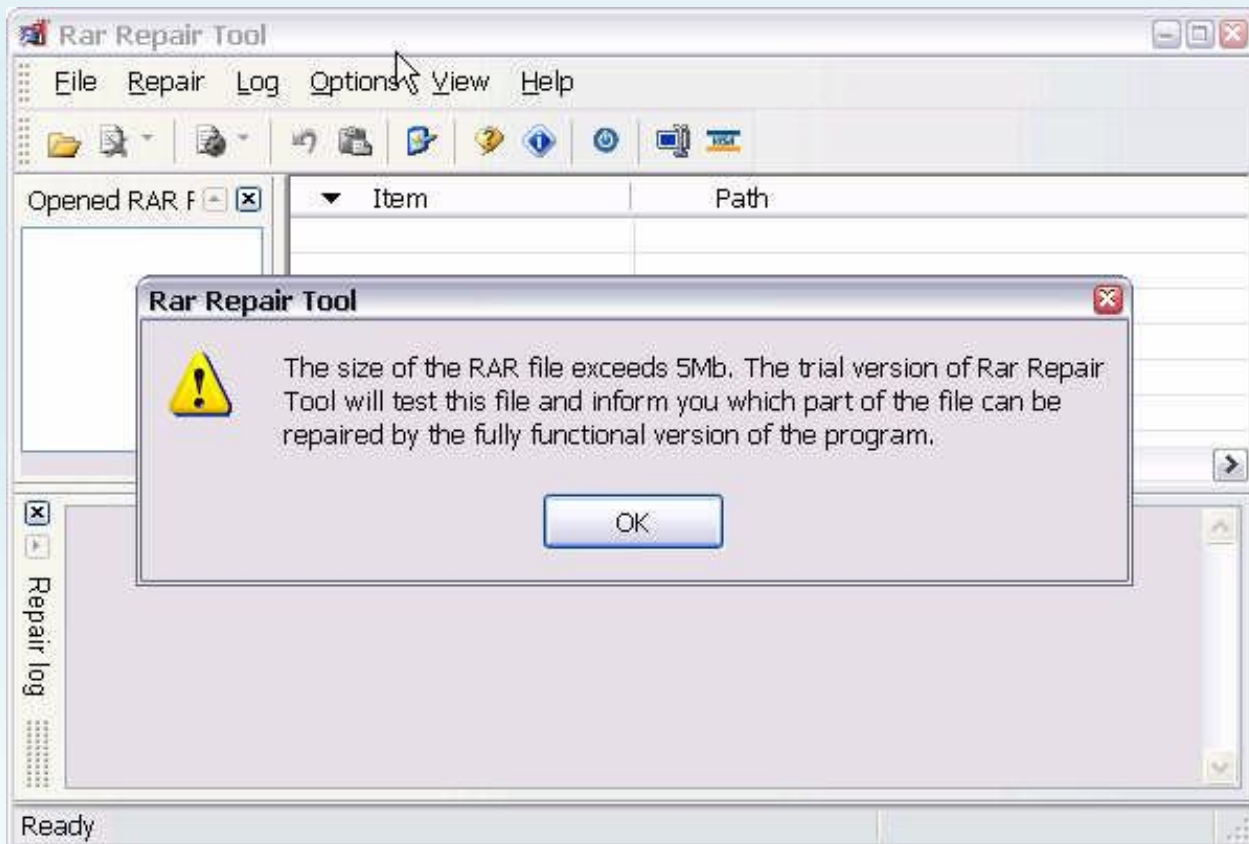 Rar Repair Tool
File Repair Log Options View Help
VISA
Opened RAR F
Item Path
Rar Repair Tool
The size of the RAR file exceeds 5Mb. The trial version of Rar Repair
Tool will test this file and inform you which part of the file can be
repaired by the fully functional version of the program.
OK
Repair log
Ready